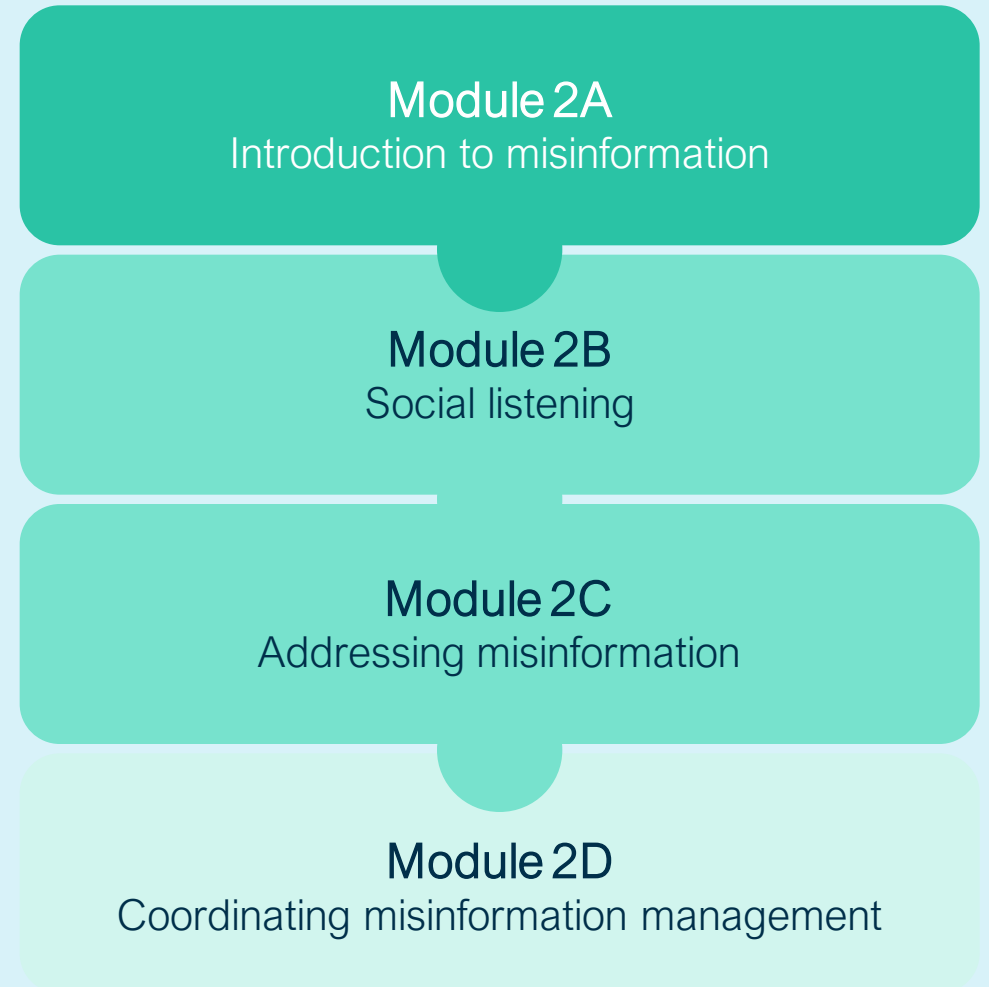 Module 2A
Introduction to misinformation
Module 2B
Social listening
Module 2C
Addressing misinformation
Module 2D
Coordinating misinformation management